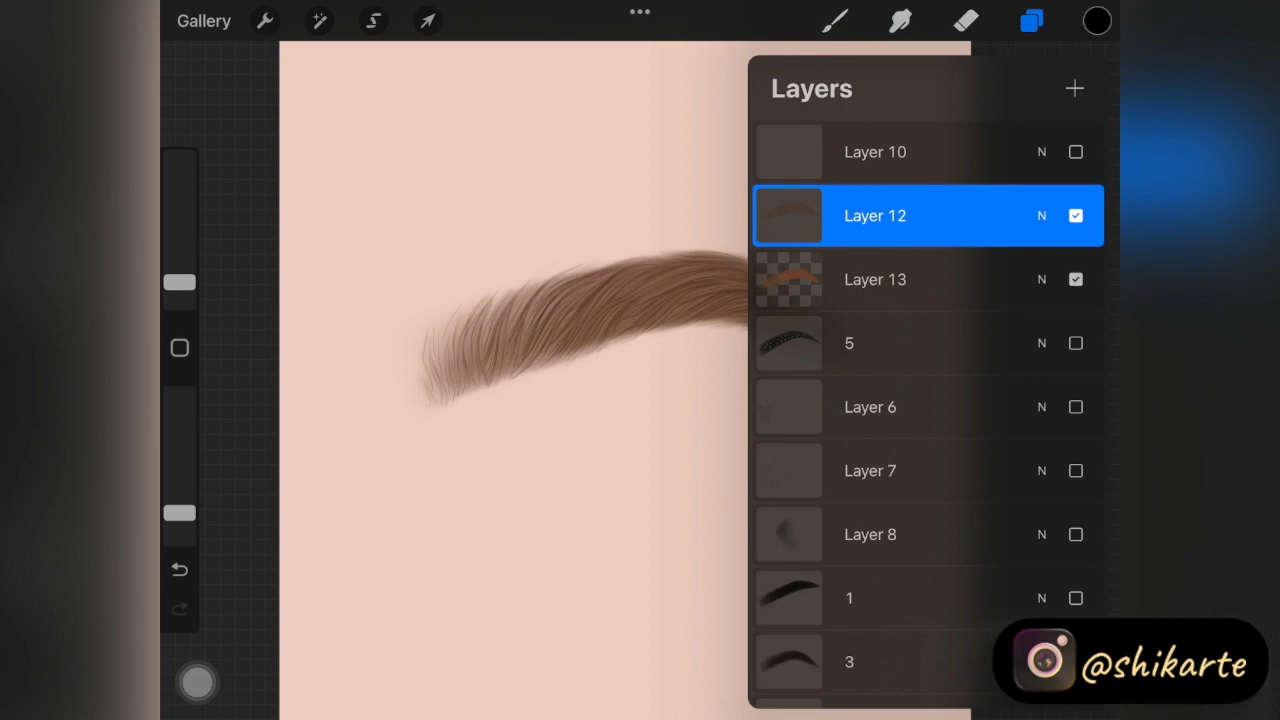 Gallery
Layers
Layer 10 N
Layer 12 N
Layer 13 N
5 N
Layer 6 N
Layer 7 N
Layer 8 N
1 N
3
@shikarte